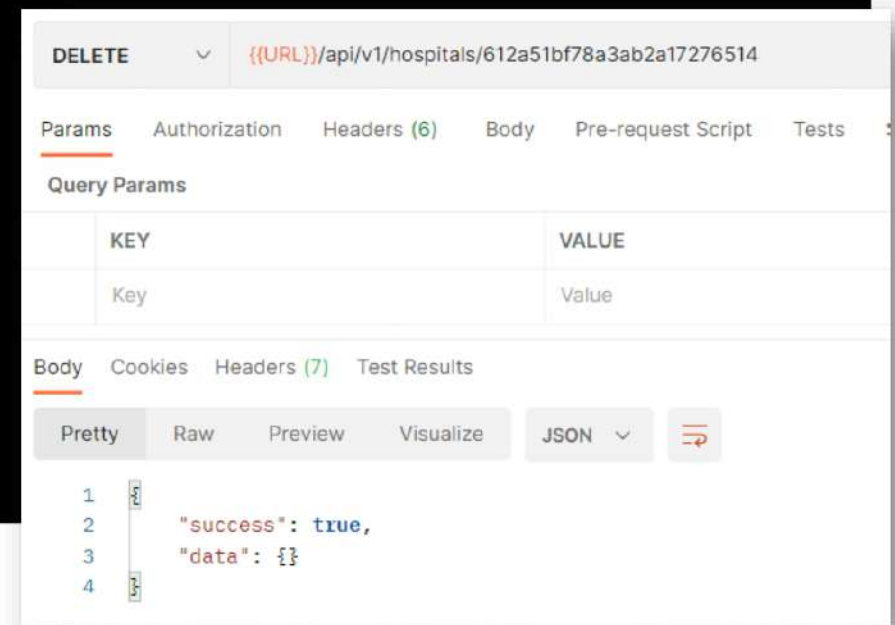 DELETE {{URL}}/api/v1/hospitals/612a51bf78a3ab2a17276514
Params Authorization Headers (6) Body Pre-request Script Tests
Query Params
KEY VALUE
Key Value
Body Cookies Headers (7) Test Results
Pretty Raw Preview Visualize JSON
1 {
2 "success": true,
3 "data": {}
4 }